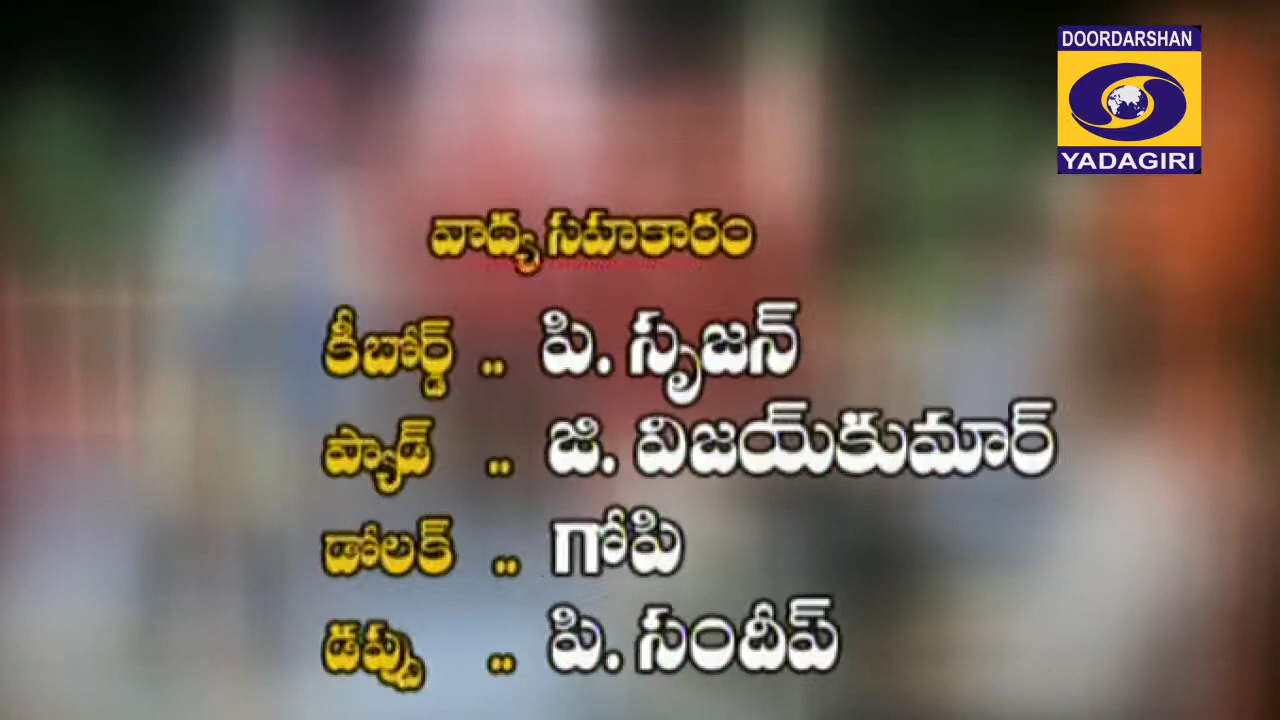 DOORDARSHAN
YADAGIRI
వాద్య సహకారం
కీబోర్డ్ .. పి. సృజన్
ప్యాడ్ .. జి. విజయ్‌కుమార్
డోలక్ .. గోపి
డప్పు .. పి. సందీప్